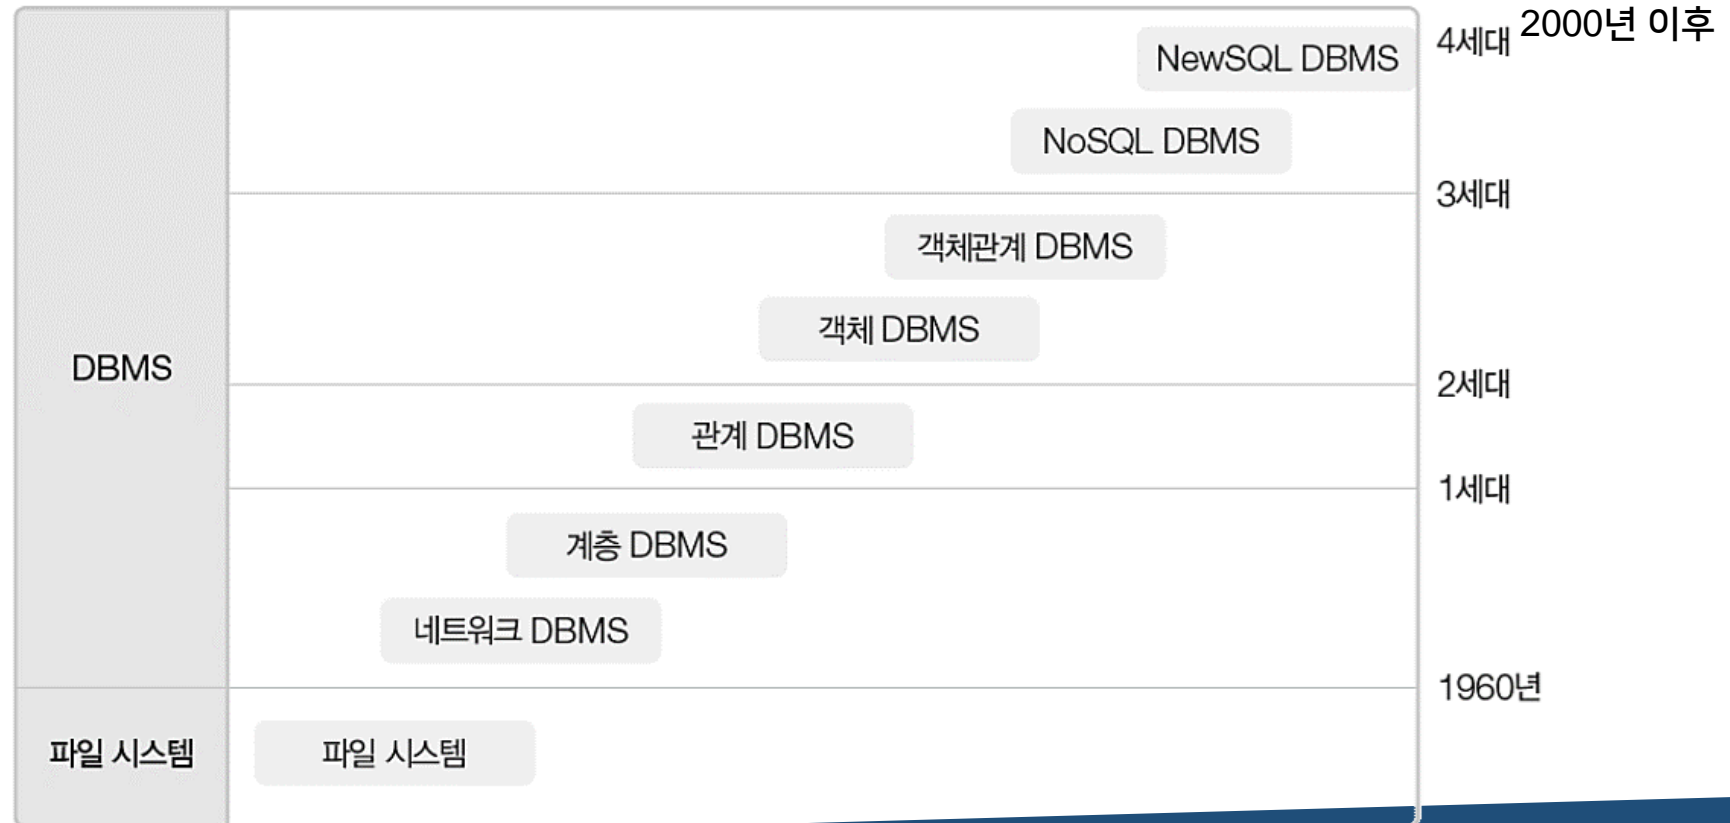 2000년 이후
4세대
NewSQL DBMS
NoSQL DBMS
3세대
객체관계 DBMS
객체 DBMS
DBMS
2세대
관계 DBMS
1세대
계층 DBMS
네트워크 DBMS
1960년
파일 시스템
파일 시스템